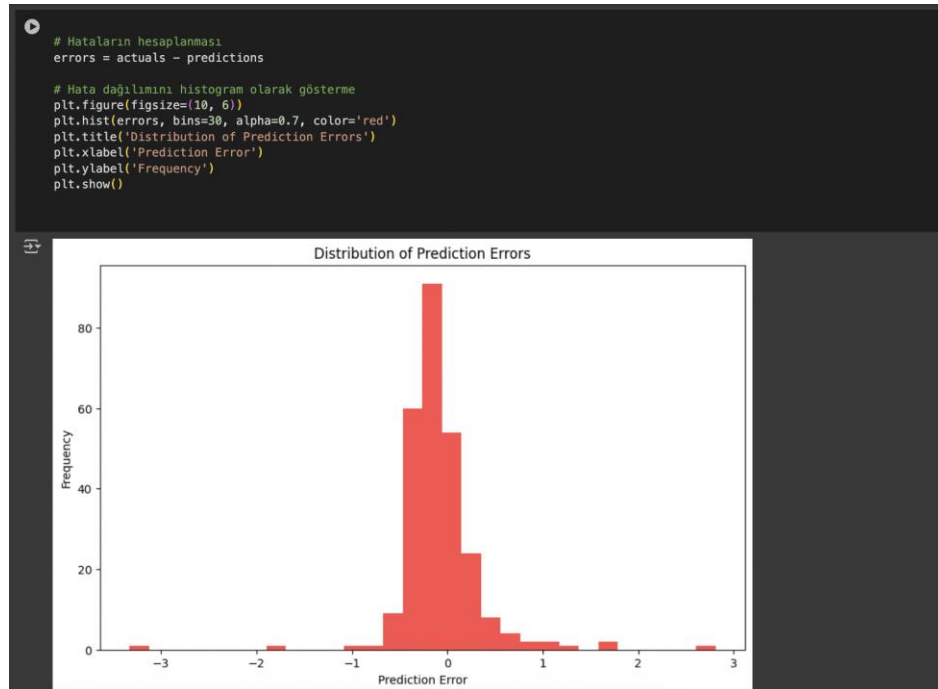 # Hataların hesaplanması
errors = actuals - predictions
# Hata dağılımını histogram olarak gösterme
plt.figure(figsize=(10, 6))
plt.hist(errors, bins=30, alpha=0.7, color='red')
plt.title('Distribution of Prediction Errors')
plt.xlabel('Prediction Error')
plt.ylabel('Frequency')
plt.show()
Distribution of Prediction Errors
Frequency
80
60
40
20
0
−3 −2 −1 0 1 2 3
Prediction Error